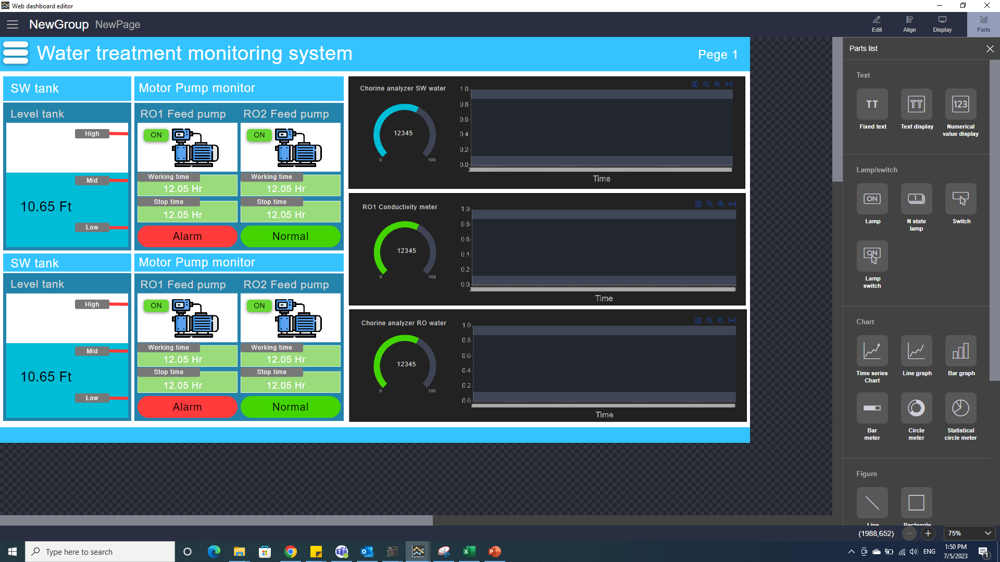 Web dashboard editor
NewGroup NewPage
Edit
Align
Display
Parts
Water treatment monitoring system
Pege 1
SW tank
Level tank
High
Mid
10.65 Ft
Low
Motor Pump monitor
RO1 Feed pump
RO2 Feed pump
ON
ON
Working time
12.05 Hr
Working time
12.05 Hr
Stop time
12.05 Hr
Stop time
12.05 Hr
Alarm
Normal
SW tank
Level tank
High
Mid
10.65 Ft
Low
Motor Pump monitor
RO1 Feed pump
RO2 Feed pump
ON
ON
Working time
12.05 Hr
Working time
12.05 Hr
Stop time
12.05 Hr
Stop time
12.05 Hr
Alarm
Normal
Chorine analyzer SW water
12345
0
100
1.0
0.8
0.6
0.4
0.2
0.0
Time
RO1 Conductivity meter
12345
0
100
1.0
0.8
0.6
0.4
0.2
0.0
Time
Chorine analyzer RO water
12345
0
100
1.0
0.8
0.6
0.4
0.2
0.0
Time
Parts list
Text
TT
Fixed text
TT
Text display
123
Numerical
value display
Lamp/switch
ON
Lamp
1
N state
lamp
Switch
ON
Lamp
switch
Chart
Time series
Chart
Line graph
Bar graph
Bar
meter
Circle
meter
Statistical
circle meter
Figure
Line
Rectangle
(1988,652)
75%
Type here to search
ENG
1:50 PM
7/5/2023
1